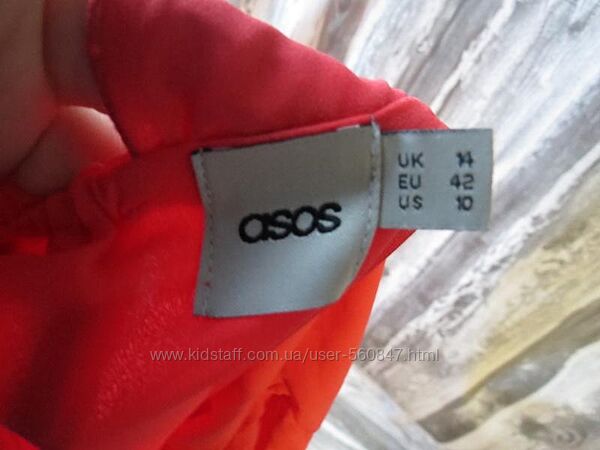 asos
UK 14
EU 42
US 10
www.kidstaff.com.ua/user-560847.html